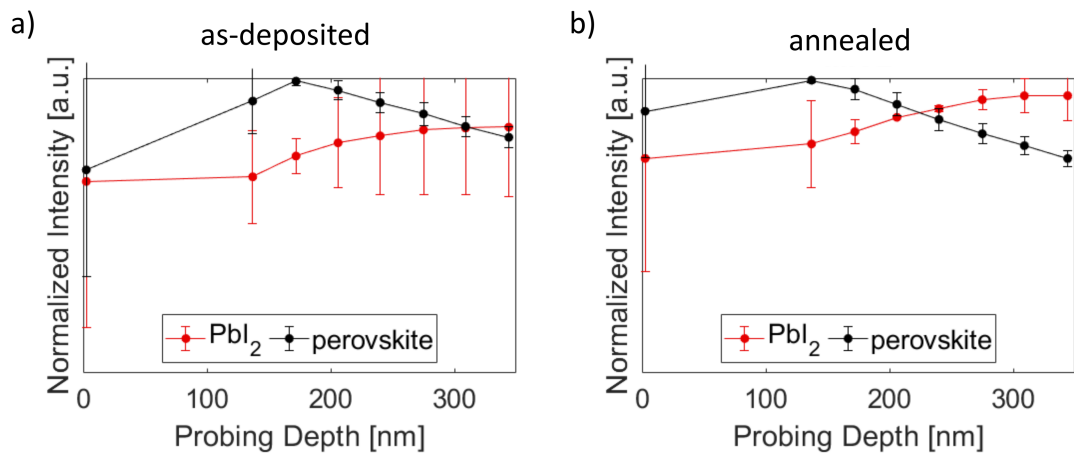 a)
as-deposited
Normalized Intensity [a.u.]
PbI2
perovskite
0
100
200
300
Probing Depth [nm]
b)
annealed
Normalized Intensity [a.u.]
PbI2
perovskite
0
100
200
300
Probing Depth [nm]